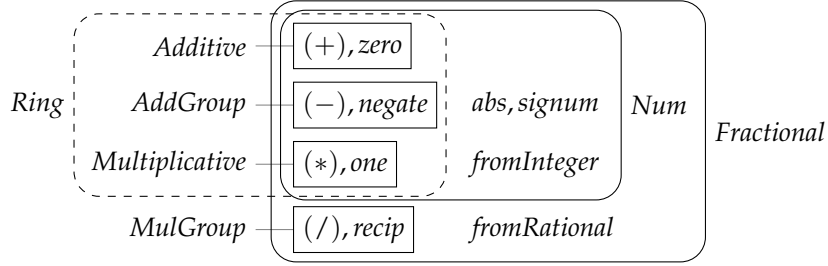 Additive (+), zero
Ring AddGroup (−), negate abs, signum Num
Fractional
Multiplicative (∗), one fromInteger
MulGroup (/), recip fromRational